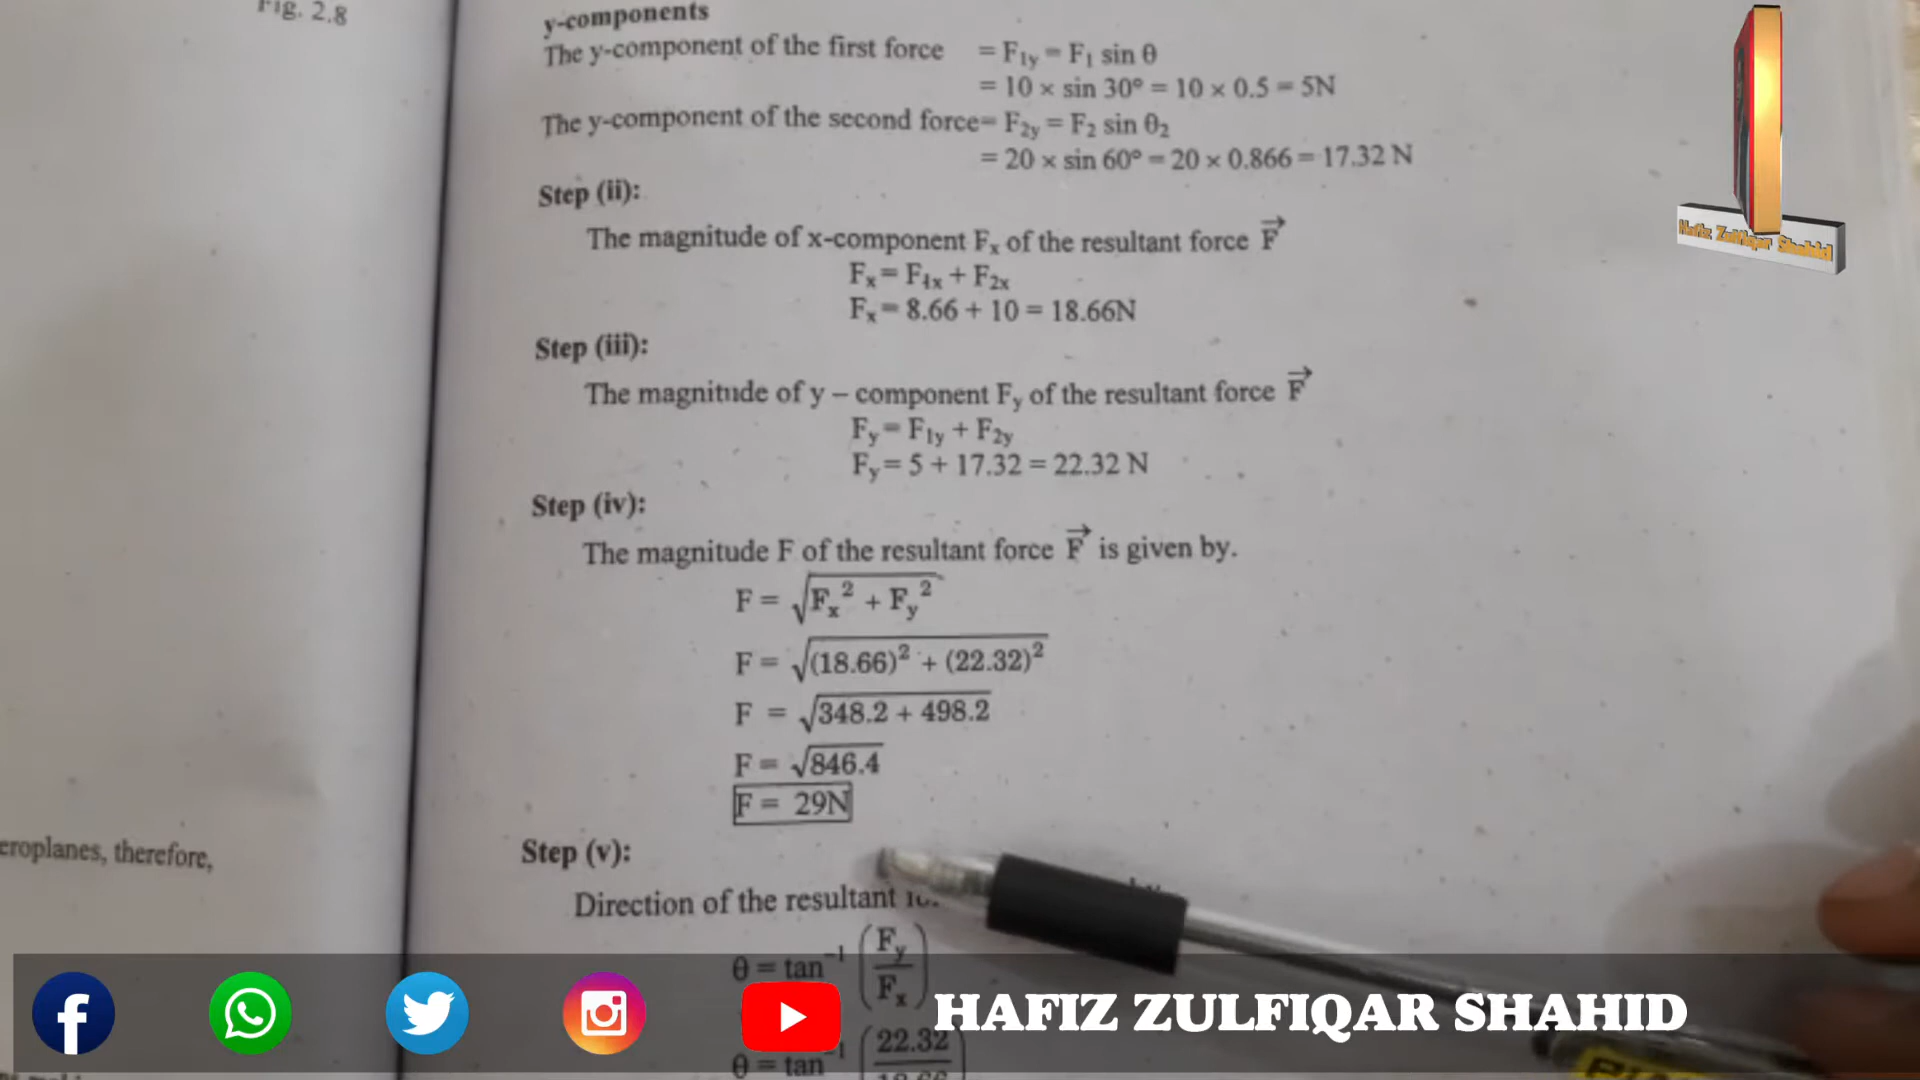 Fig. 2.8
eroplanes, therefore,
y-components
The y-component of the first force = F₁y = F₁ sin θ
= 10 × sin 30° = 10 × 0.5 = 5N
The y-component of the second force= F₂y = F₂ sin θ₂
= 20 × sin 60° = 20 × 0.866 = 17.32 N
Step (ii):
The magnitude of x-component Fₓ of the resultant force F⃗
Fₓ = F₁ₓ + F₂ₓ
Fₓ = 8.66 + 10 = 18.66N
Step (iii):
The magnitude of y – component Fy of the resultant force F⃗
Fy = F₁y + F₂y
Fy = 5 + 17.32 = 22.32 N
Step (iv):
The magnitude F of the resultant force F⃗ is given by.
F = √(Fₓ² + Fy²)
F = √((18.66)² + (22.32)²)
F = √(348.2 + 498.2)
F = √846.4
F = 29N
Step (v):
Direction of the resultant
θ = tan⁻¹ (Fy/Fₓ)
θ = tan⁻¹ (22.32
Hafiz Zulfiqar Shahid
HAFIZ ZULFIQAR SHAHID